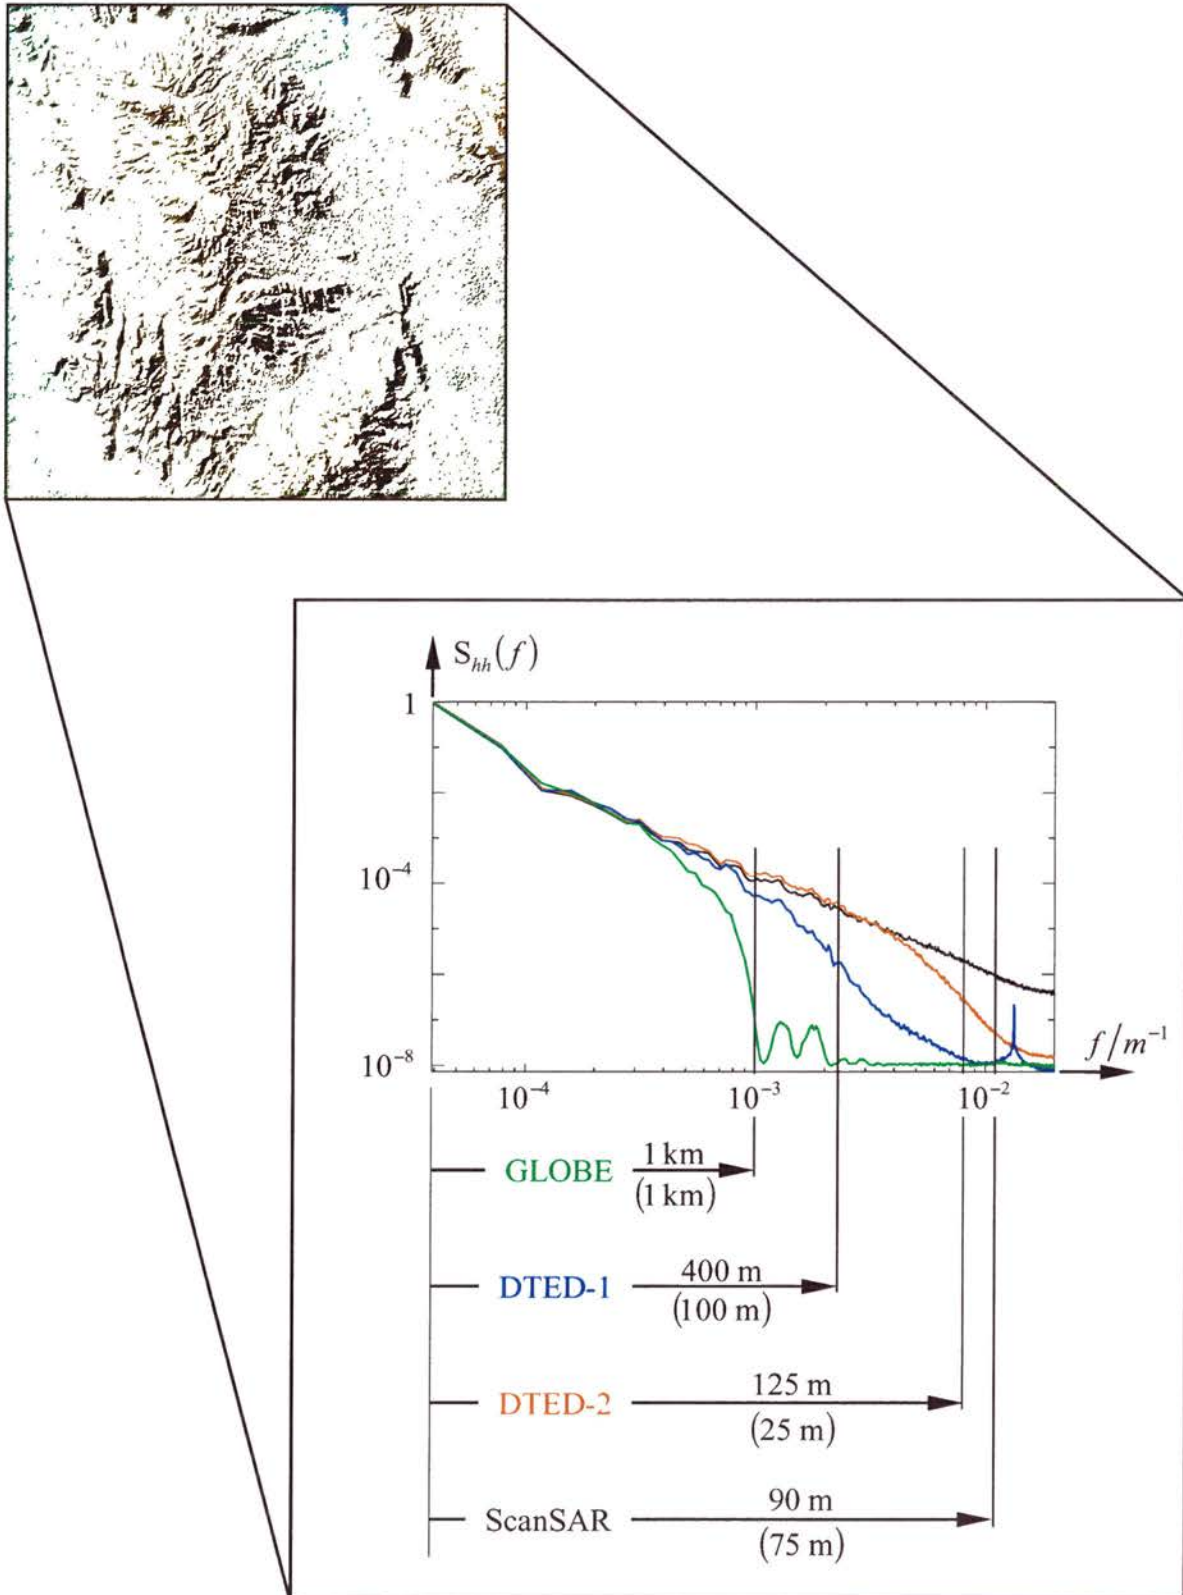 S_hh(f)
1
10⁻⁴
10⁻⁸
f/m⁻¹
10⁻⁴ 10⁻³ 10⁻²
GLOBE 1 km
(1 km)
DTED-1 400 m
(100 m)
DTED-2 125 m
(25 m)
ScanSAR 90 m
(75 m)